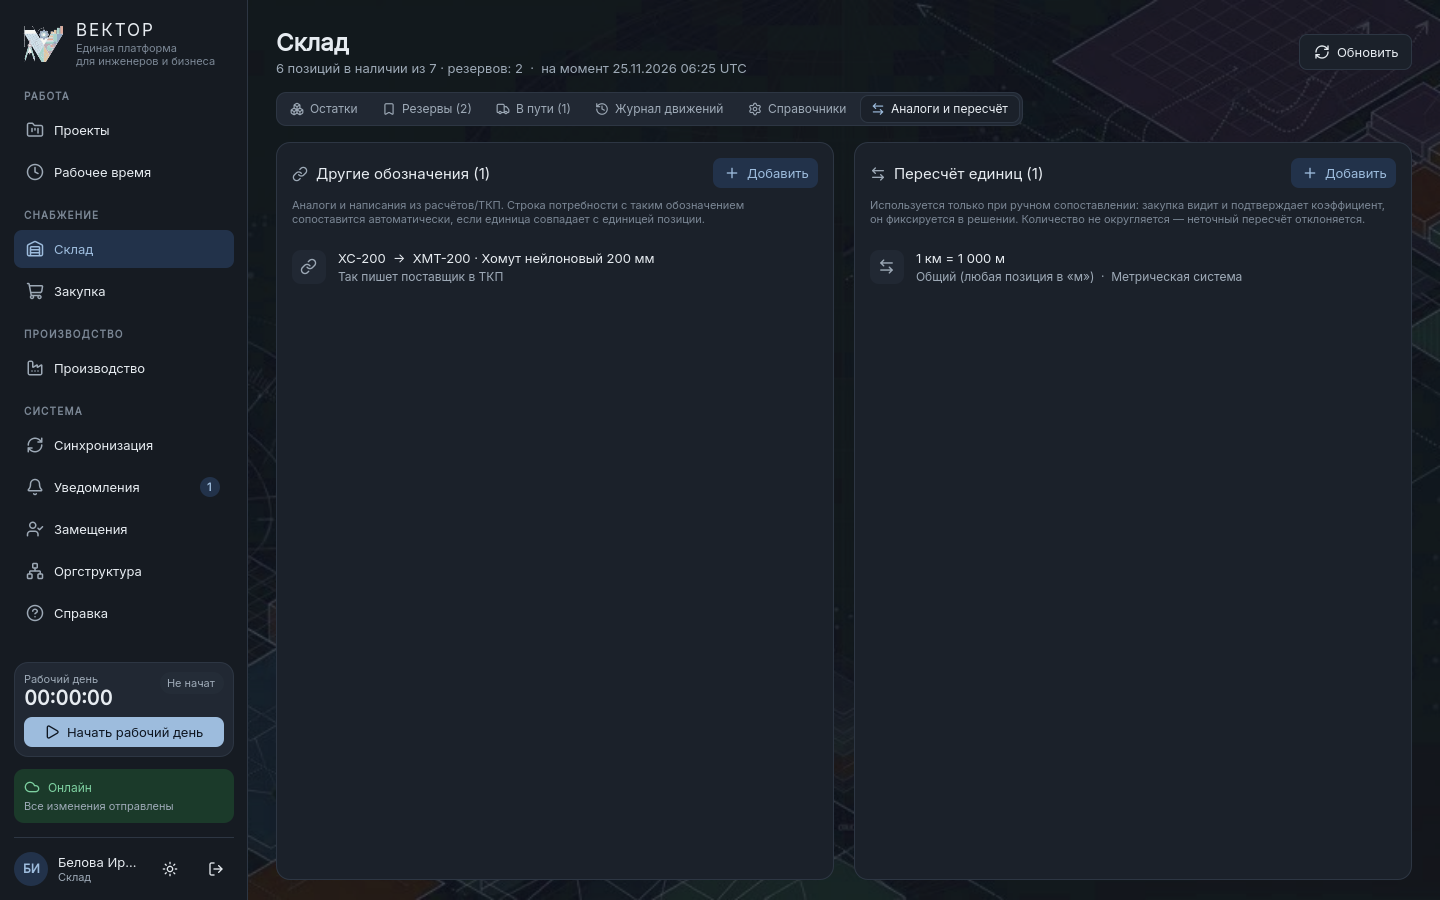 ВЕКТОР
Единая платформа
для инженеров и бизнеса
РАБОТА
Проекты
Рабочее время
СНАБЖЕНИЕ
Склад
Закупка
ПРОИЗВОДСТВО
Производство
СИСТЕМА
Синхронизация
Уведомления 1
Замещения
Оргструктура
Справка
Рабочий день
Не начат
00:00:00
Начать рабочий день
Онлайн
Все изменения отправлены
БИ
Белова Ир...
Склад
Склад
6 позиций в наличии из 7 · резервов: 2 · на момент 25.11.2026 06:25 UTC
Обновить
Остатки Резервы (2) В пути (1) Журнал движений Справочники Аналоги и пересчёт
Другие обозначения (1)
Добавить
Аналоги и написания из расчётов/ТКП. Строка потребности с таким обозначением
сопоставится автоматически, если единица совпадает с единицей позиции.
ХС-200 → ХМТ-200 · Хомут нейлоновый 200 мм
Так пишет поставщик в ТКП
Пересчёт единиц (1)
Добавить
Используется только при ручном сопоставлении: закупка видит и подтверждает коэффициент,
он фиксируется в решении. Количество не округляется — неточный пересчёт отклоняется.
1 км = 1 000 м
Общий (любая позиция в «м») · Метрическая система